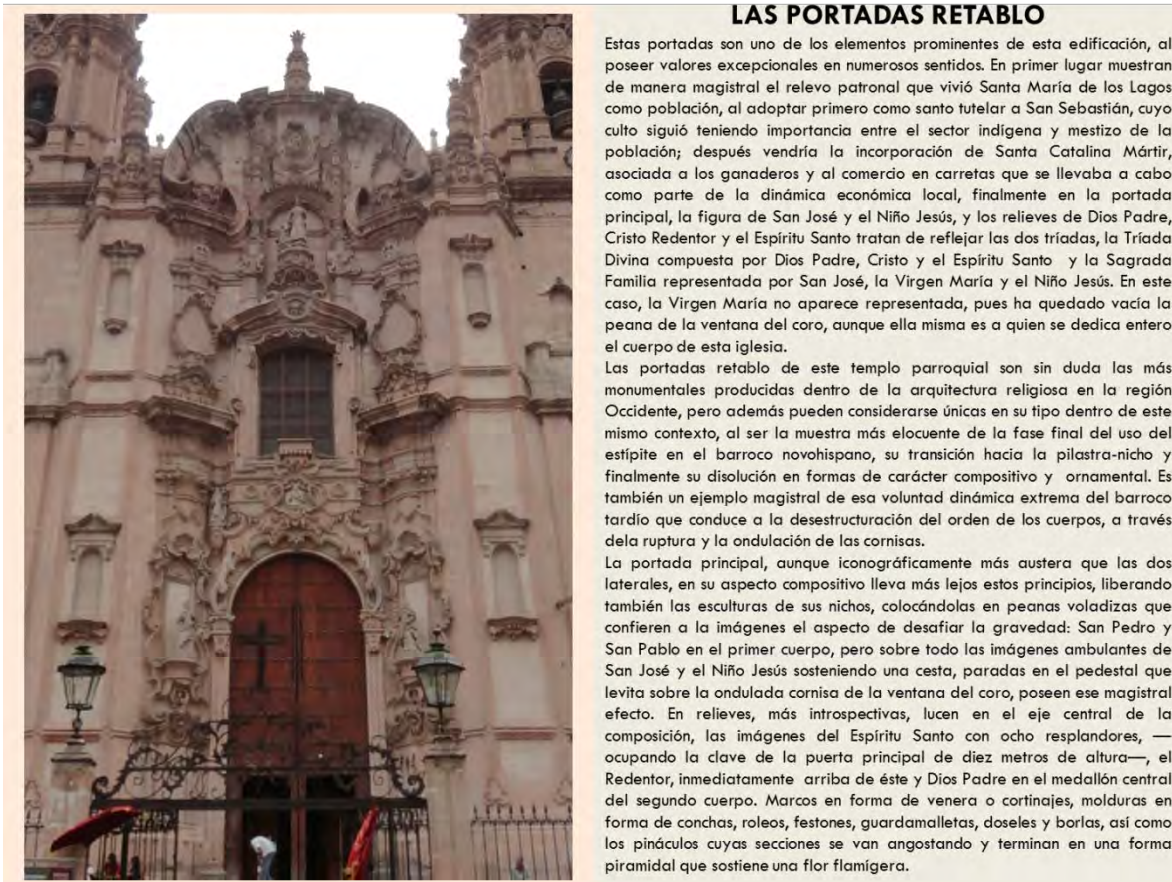 LAS PORTADAS RETABLO
Estas portadas son uno de los elementos prominentes de esta edificación, al
poseer valores excepcionales en numerosos sentidos. En primer lugar muestran
de manera magistral el relevo patronal que vivió Santa María de los Lagos
como población, al adoptar primero como santo tutelar a San Sebastián, cuyo
culto siguió teniendo importancia entre el sector indígena y mestizo de la
población; después vendría la incorporación de Santa Catalina Mártir,
asociada a los ganaderos y al comercio en carretas que se llevaba a cabo
como parte de la dinámica económica local, finalmente en la portada
principal, la figura de San José y el Niño Jesús, y los relieves de Dios Padre,
Cristo Redentor y el Espíritu Santo tratan de reflejar las dos tríadas, la Tríada
Divina compuesta por Dios Padre, Cristo y el Espíritu Santo y la Sagrada
Familia representada por San José, la Virgen María y el Niño Jesús. En este
caso, la Virgen María no aparece representada, pues ha quedado vacía la
peana de la ventana del coro, aunque ella misma es a quien se dedica entero
el cuerpo de esta iglesia.
Las portadas retablo de este templo parroquial son sin duda las más
monumentales producidas dentro de la arquitectura religiosa en la región
Occidente, pero además pueden considerarse únicas en su tipo dentro de este
mismo contexto, al ser la muestra más elocuente de la fase final del uso del
estípite en el barroco novohispano, su transición hacia la pilastra-nicho y
finalmente su disolución en formas de carácter compositivo y ornamental. Es
también un ejemplo magistral de esa voluntad dinámica extrema del barroco
tardío que conduce a la desestructuración del orden de los cuerpos, a través
dela ruptura y la ondulación de las cornisas.
La portada principal, aunque iconográficamente más austera que las dos
laterales, en su aspecto compositivo lleva más lejos estos principios, liberando
también las esculturas de sus nichos, colocándolas en peanas voladizas que
confieren a la imágenes el aspecto de desafiar la gravedad: San Pedro y
San Pablo en el primer cuerpo, pero sobre todo las imágenes ambulantes de
San José y el Niño Jesús sosteniendo una cesta, paradas en el pedestal que
levita sobre la ondulada cornisa de la ventana del coro, poseen ese magistral
efecto. En relieves, más introspectivas, lucen en el eje central de la
composición, las imágenes del Espíritu Santo con ocho resplandores, —
ocupando la clave de la puerta principal de diez metros de altura—, el
Redentor, inmediatamente arriba de éste y Dios Padre en el medallón central
del segundo cuerpo. Marcos en forma de venera o cortinajes, molduras en
forma de conchas, roleos, festones, guardamalletas, doseles y borlas, así como
los pináculos cuyas secciones se van angostando y terminan en una forma
piramidal que sostiene una flor flamígera.